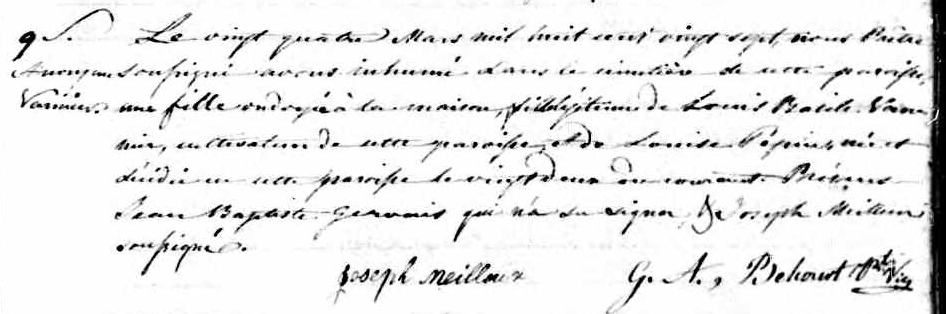 9 S. Le vingt quatre Mars mil huit cent vingt sept, nous Prêtre
Anonyme soussigné avons inhumé dans le cimetière de cette paroisse,
Vannier. une fille ondoyée à la maison, fille légitime de Louis Basile Van
nier, cultivateur de cette paroisse, et de Louise Pépin, née et
décédée en cette paroisse le vingt deux du courant. Présens
Jean Baptiste Gervais qui n'a su signer, & Joseph Meilleur
soussigné.
Joseph Meilleur G. A. Behourt Ptr. Vic